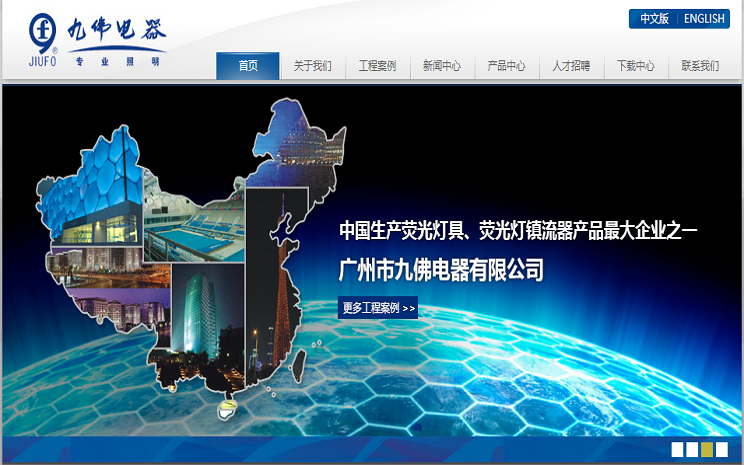 九佛电器
JIUFO ®
专业照明
中文版 ENGLISH
首页 关于我们 工程案例 新闻中心 产品中心 人才招聘 下载中心 联系我们
中国生产荧光灯具、荧光灯镇流器产品最大企业之一
广州市九佛电器有限公司
更多工程案例 >>